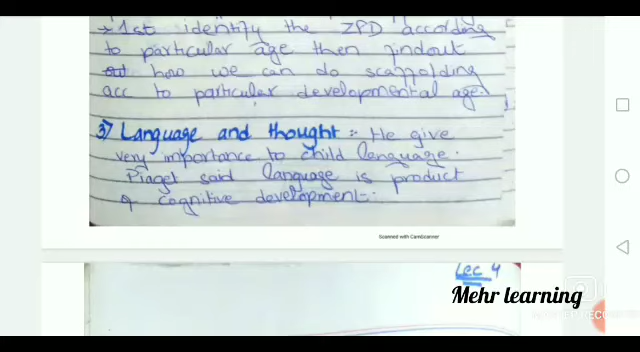 → 1st identify the ZPD according
to particular age then findout
how we can do scaffolding
acc to particular developmental age.
3) Language and thought :- He give
very importance to child language.
Piaget said language is product
of cognitive development.
Scanned with CamScanner
Lec 4
Mehr learning